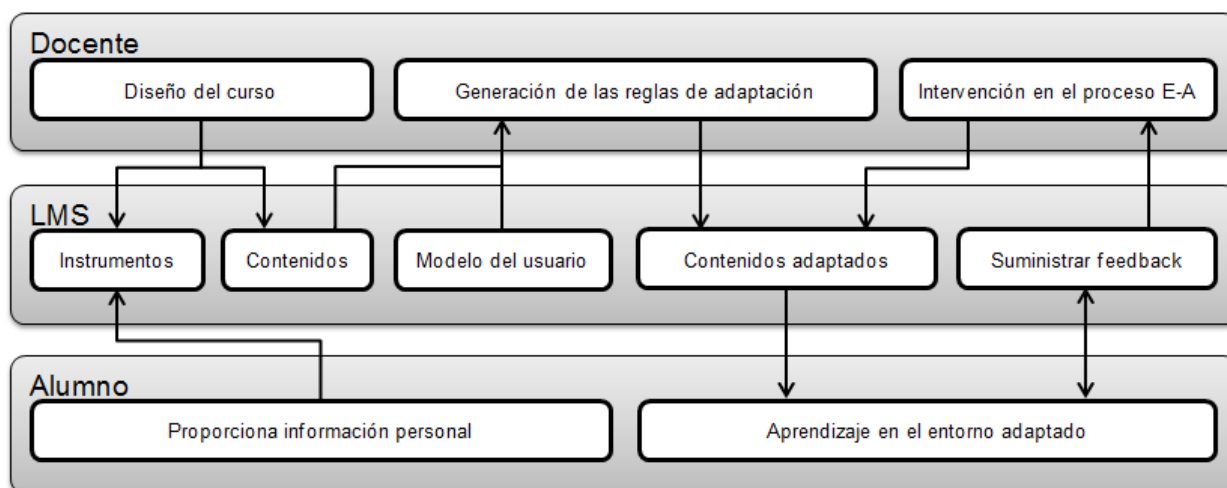 Docente
Diseño del curso
Generación de las reglas de adaptación
Intervención en el proceso E-A
LMS
Instrumentos
Contenidos
Modelo del usuario
Contenidos adaptados
Suministrar feedback
Alumno
Proporciona información personal
Aprendizaje en el entorno adaptado